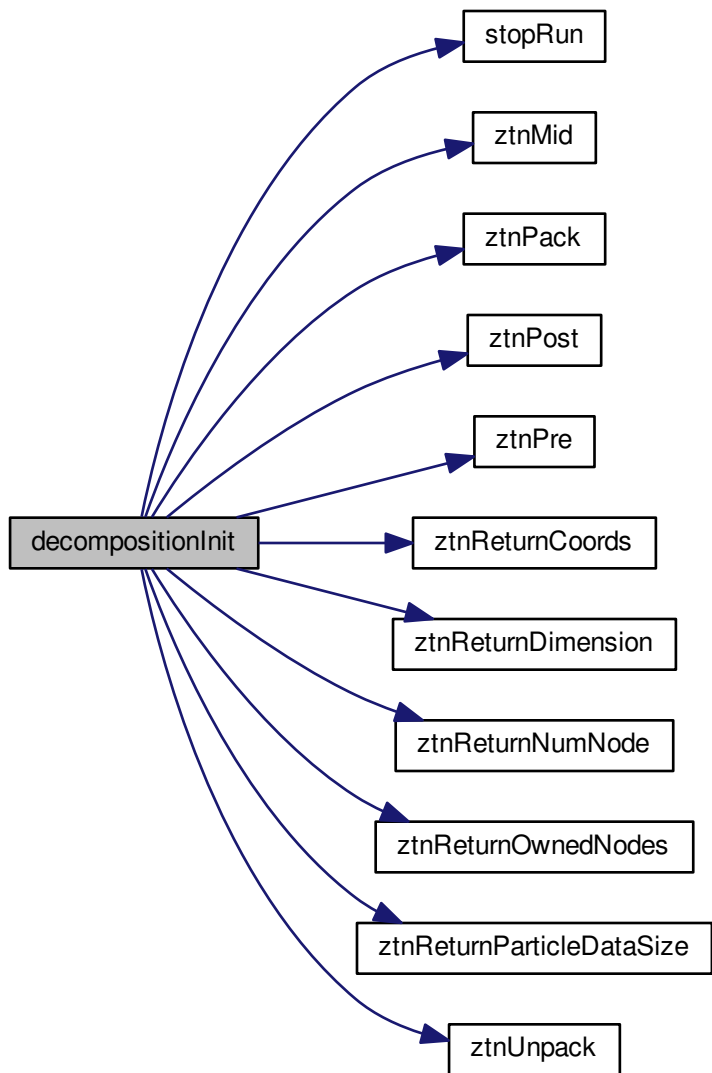 stopRun
ztnMid
ztnPack
ztnPost
ztnPre
decompositionInit
ztnReturnCoords
ztnReturnDimension
ztnReturnNumNode
ztnReturnOwnedNodes
ztnReturnParticleDataSize
ztnUnpack